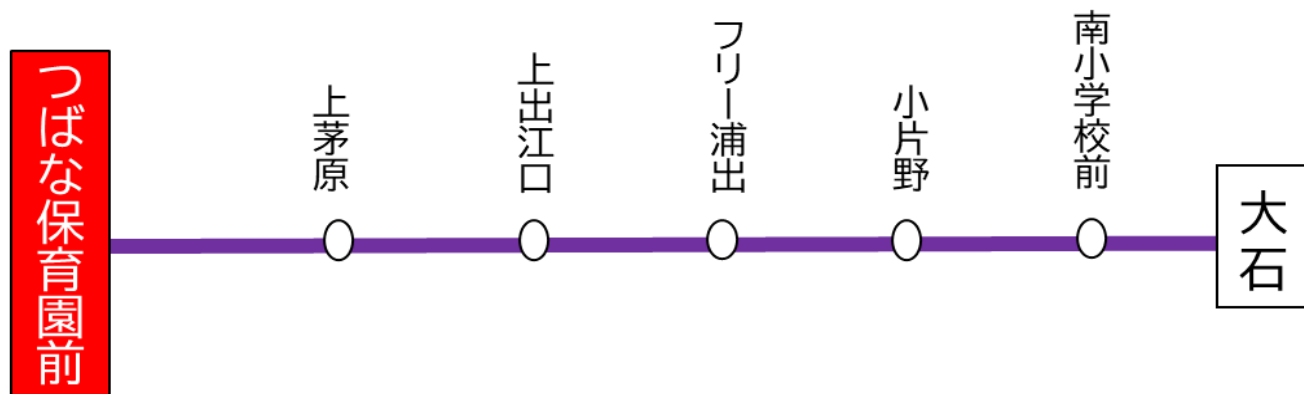 つばな保育園前
上茅原
上出江口
フリー浦出
小片野
南小学校前
大石